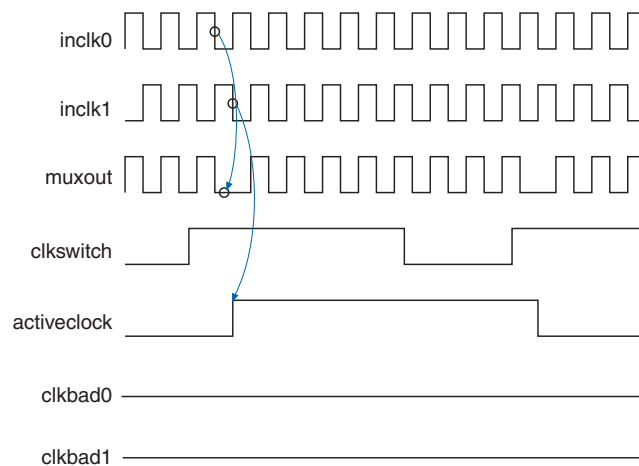 inclk0
inclk1
muxout
clkswitch
activeclock
clkbad0
clkbad1